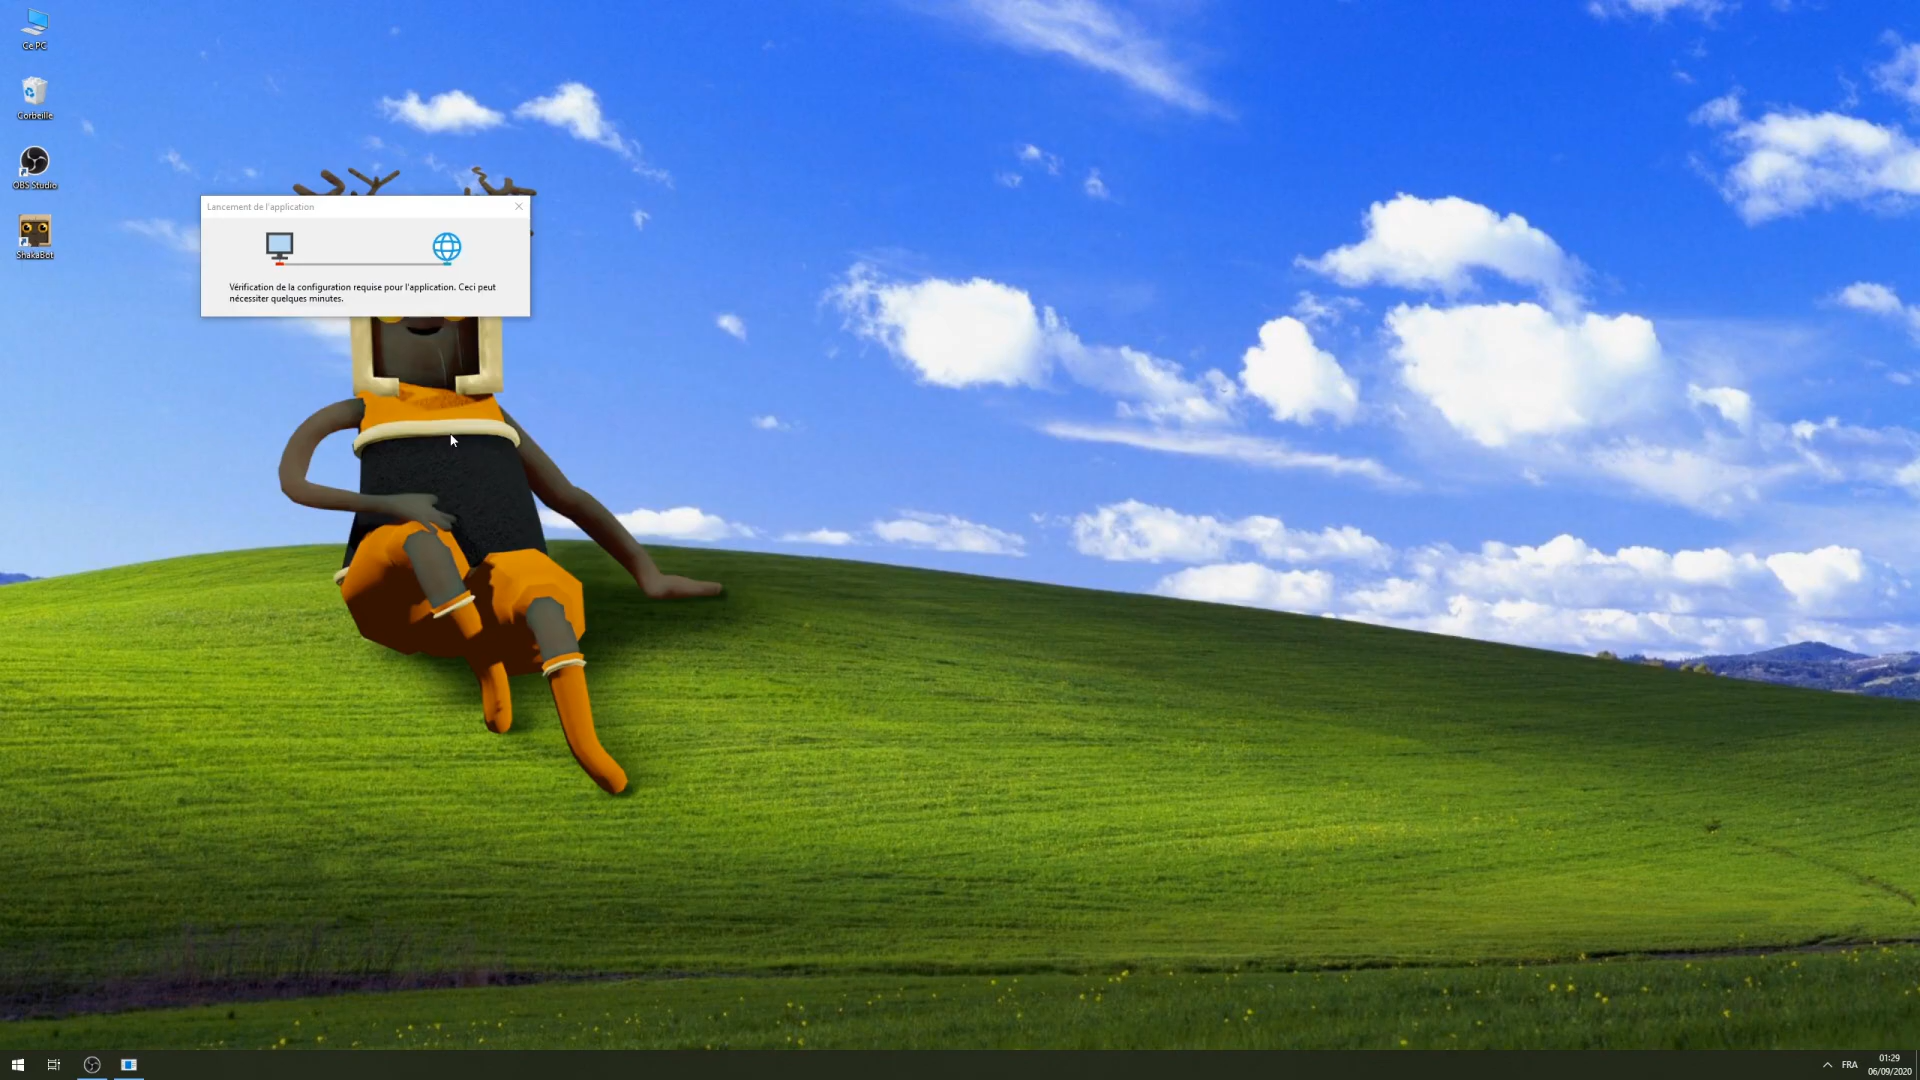 Ce PC
Corbeille
OBS Studio
ShakaBot
Lancement de l'application
Vérification de la configuration requise pour l'application. Ceci peut
nécessiter quelques minutes.
FRA
01:29
06/09/2020